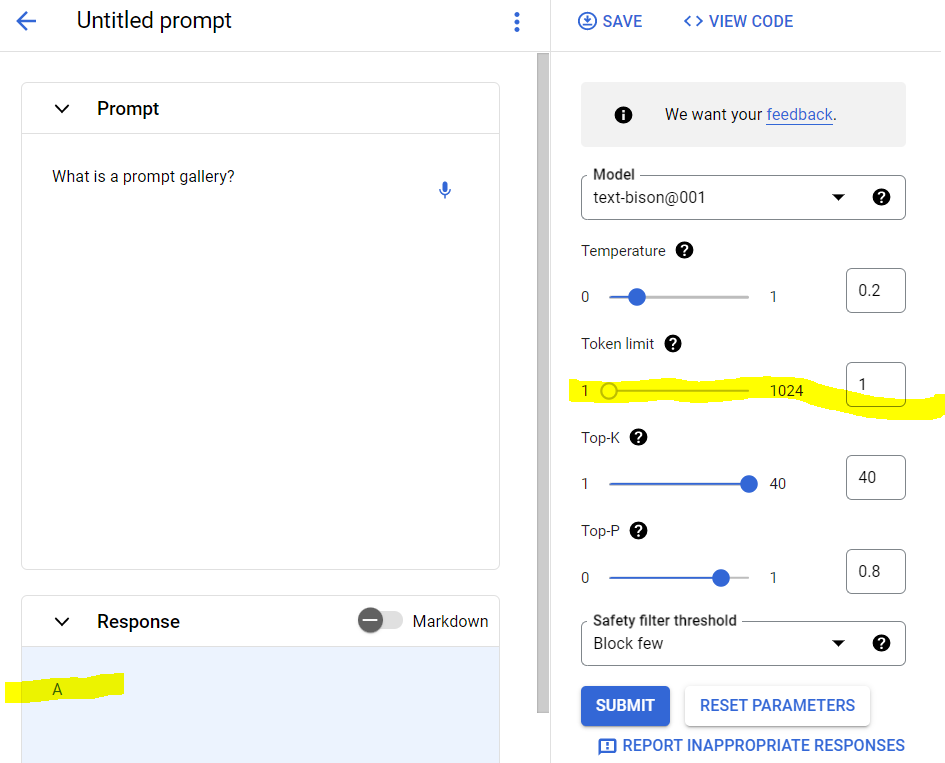 Untitled prompt
SAVE
VIEW CODE
Prompt
What is a prompt gallery?
Response
Markdown
A
We want your feedback.
Model
text-bison@001
Temperature
0 1 0.2
Token limit
1 1024 1
Top-K
1 40 40
Top-P
0 1 0.8
Safety filter threshold
Block few
SUBMIT
RESET PARAMETERS
REPORT INAPPROPRIATE RESPONSES